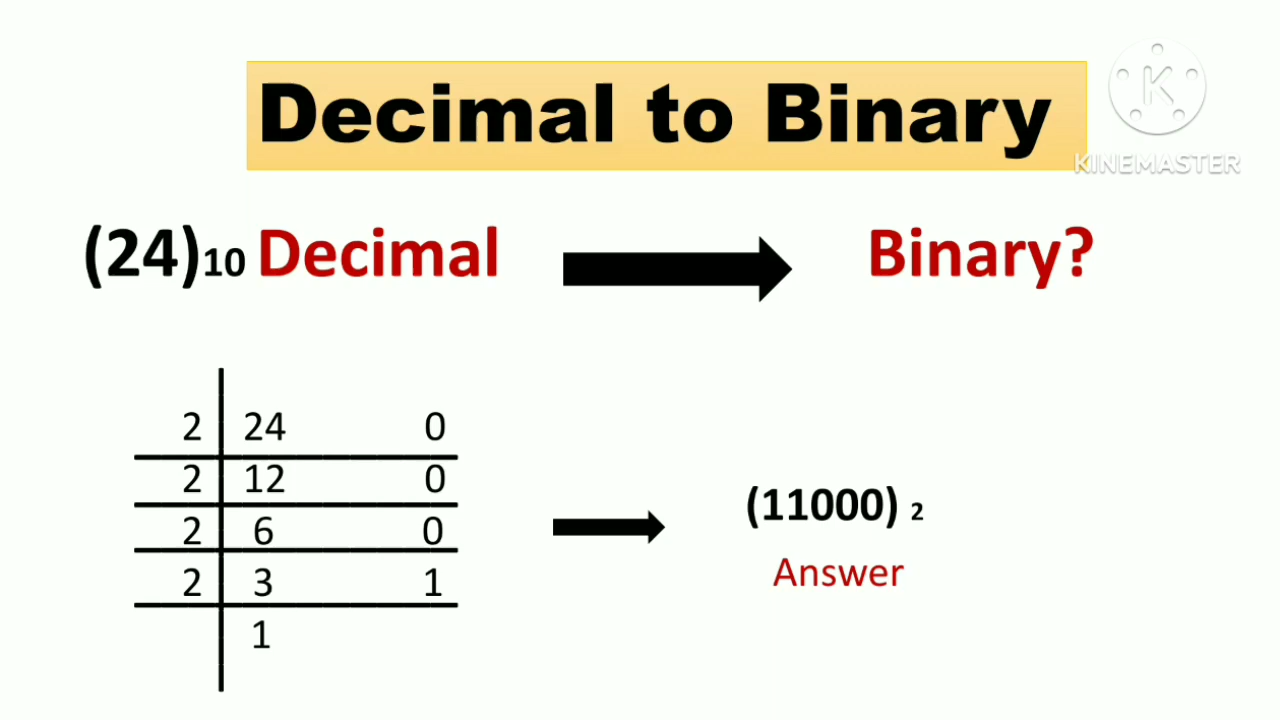 Decimal to Binary
K
KINEMASTER
(24)10 Decimal
Binary?
2 24 0
2 12 0
2 6 0
2 3 1
1
(11000) 2
Answer